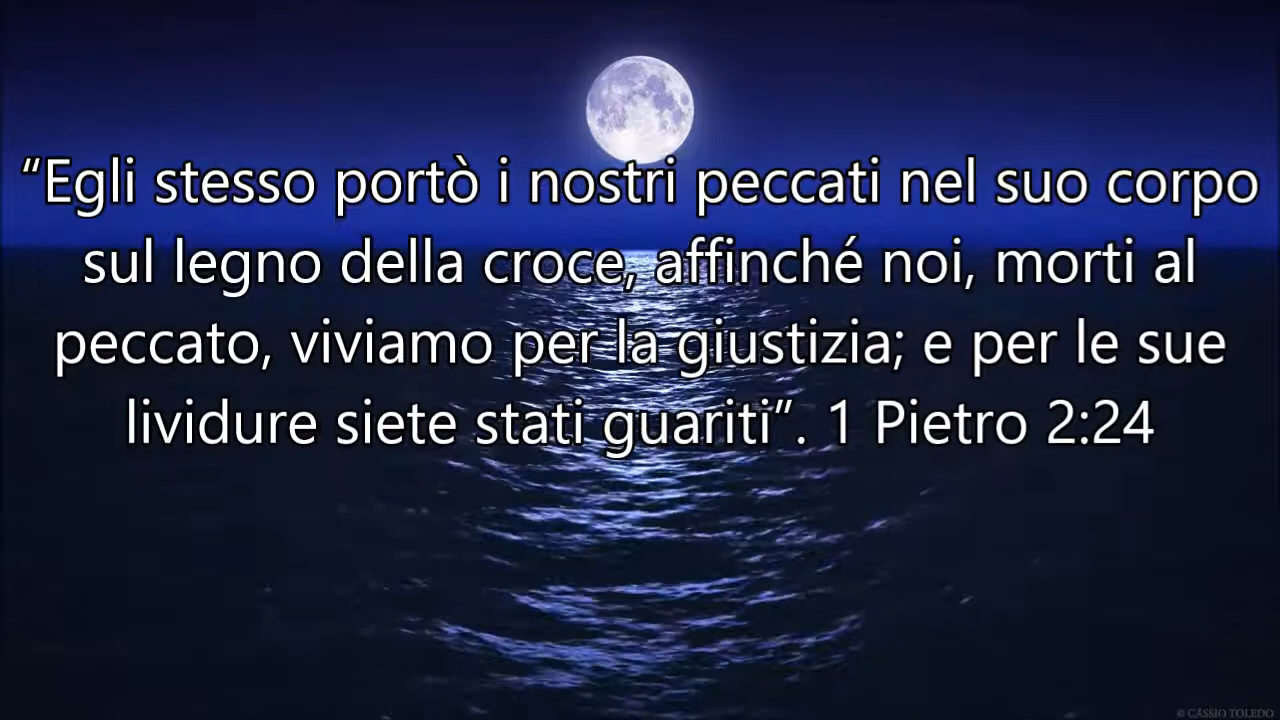 “Egli stesso portò i nostri peccati nel suo corpo
sul legno della croce, affinché noi, morti al
peccato, viviamo per la giustizia; e per le sue
lividure siete stati guariti”. 1 Pietro 2:24
© CÁSSIO TOLEDO